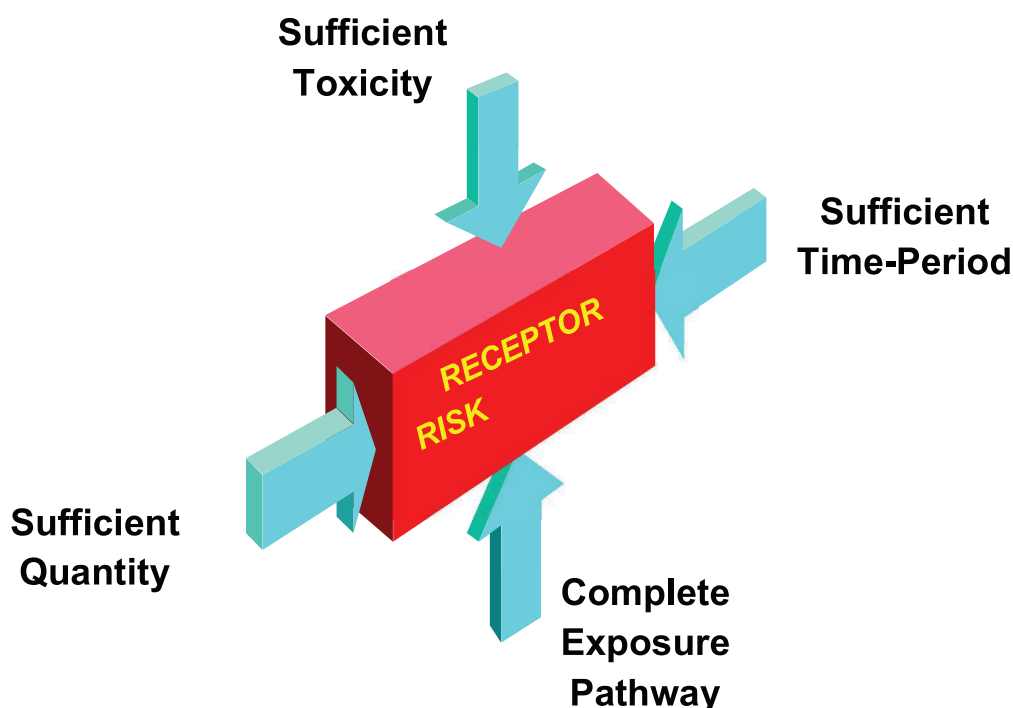 Sufficient
Toxicity
Sufficient
Time-Period
RECEPTOR
RISK
Sufficient
Quantity
Complete
Exposure
Pathway